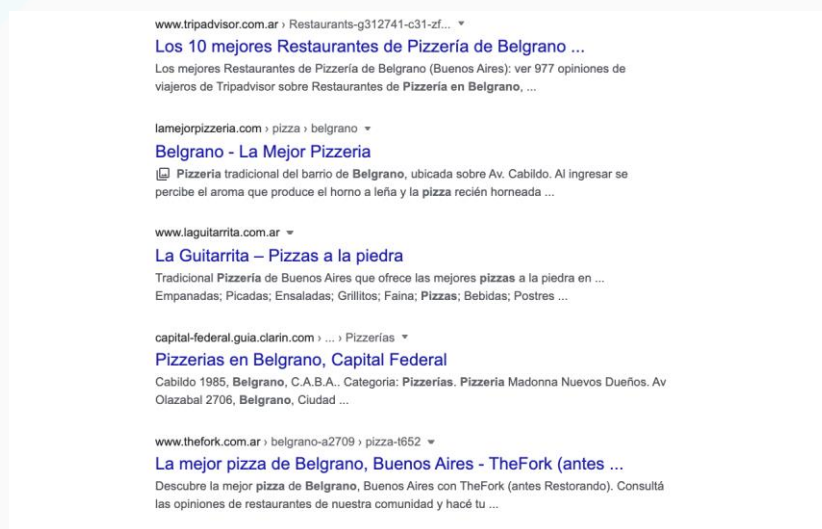 www.tripadvisor.com.ar › Restaurants-g312741-c31-zf...
Los 10 mejores Restaurantes de Pizzería de Belgrano ...
Los mejores Restaurantes de Pizzería de Belgrano (Buenos Aires): ver 977 opiniones de
viajeros de Tripadvisor sobre Restaurantes de Pizzería en Belgrano, ...
lamejorpizzeria.com › pizza › belgrano
Belgrano - La Mejor Pizzeria
Pizzeria tradicional del barrio de Belgrano, ubicada sobre Av. Cabildo. Al ingresar se
percibe el aroma que produce el horno a leña y la pizza recién horneada ...
www.laguitarrita.com.ar
La Guitarrita – Pizzas a la piedra
Tradicional Pizzería de Buenos Aires que ofrece las mejores pizzas a la piedra en ...
Empanadas; Picadas; Ensaladas; Grillitos; Faina; Pizzas; Bebidas; Postres ...
capital-federal.guia.clarin.com › ... › Pizzerías
Pizzerias en Belgrano, Capital Federal
Cabildo 1985, Belgrano, C.A.B.A.. Categoria: Pizzerías. Pizzeria Madonna Nuevos Dueños. Av
Olazabal 2706, Belgrano, Ciudad ...
www.thefork.com.ar › belgrano-a2709 › pizza-t652
La mejor pizza de Belgrano, Buenos Aires - TheFork (antes ...
Descubre la mejor pizza de Belgrano, Buenos Aires con TheFork (antes Restorando). Consultá
las opiniones de restaurantes de nuestra comunidad y hacé tu ...